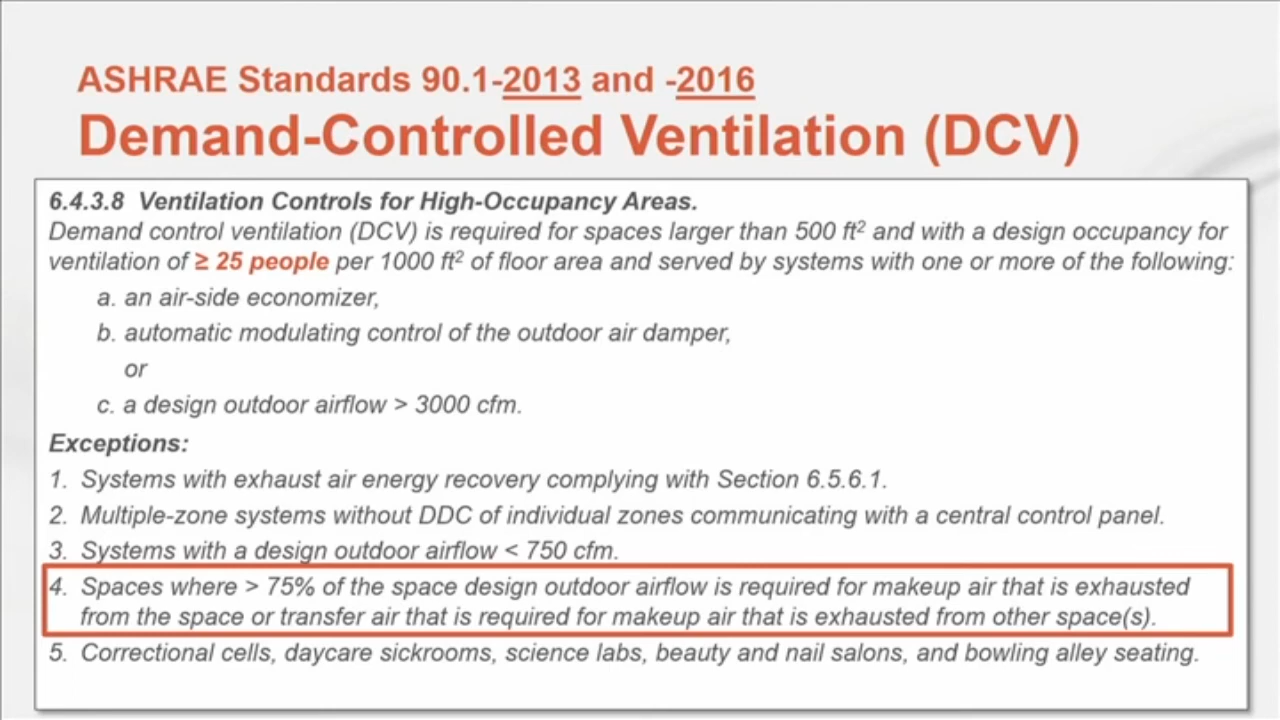 ASHRAE Standards 90.1-2013 and -2016
Demand-Controlled Ventilation (DCV)
6.4.3.8 Ventilation Controls for High-Occupancy Areas.
Demand control ventilation (DCV) is required for spaces larger than 500 ft² and with a design occupancy for
ventilation of ≥ 25 people per 1000 ft² of floor area and served by systems with one or more of the following:
a. an air-side economizer,
b. automatic modulating control of the outdoor air damper,
or
c. a design outdoor airflow > 3000 cfm.
Exceptions:
1. Systems with exhaust air energy recovery complying with Section 6.5.6.1.
2. Multiple-zone systems without DDC of individual zones communicating with a central control panel.
3. Systems with a design outdoor airflow < 750 cfm.
4. Spaces where > 75% of the space design outdoor airflow is required for makeup air that is exhausted
from the space or transfer air that is required for makeup air that is exhausted from other space(s).
5. Correctional cells, daycare sickrooms, science labs, beauty and nail salons, and bowling alley seating.